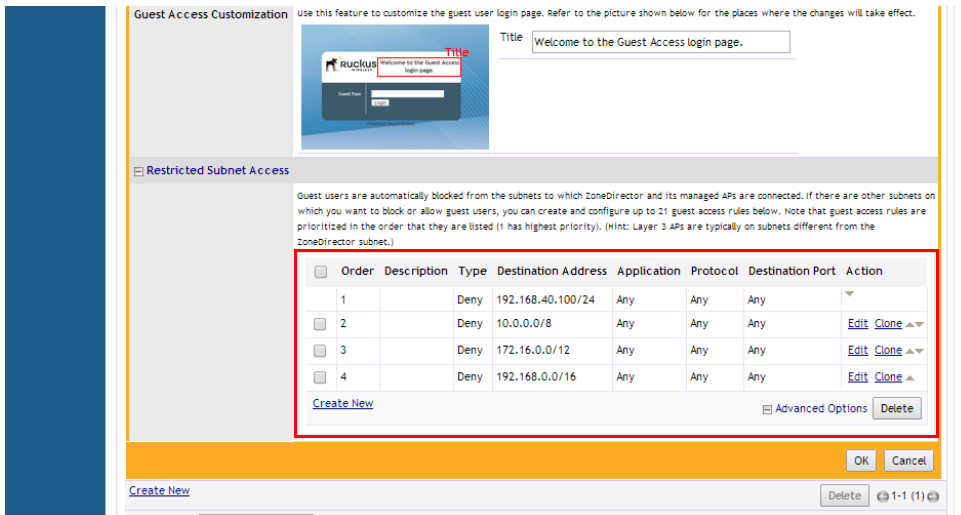 Guest Access Customization
Use this feature to customize the guest user login page. Refer to the picture shown below for the places where the changes will take effect.
Title
Ruckus
WIRELESS
Welcome to the Guest Access
login page.
Guest Pass
Login
Title
Welcome to the Guest Access login page.
Restricted Subnet Access
Guest users are automatically blocked from the subnets to which ZoneDirector and its managed APs are connected. If there are other subnets on
which you want to block or allow guest users, you can create and configure up to 21 guest access rules below. Note that guest access rules are
prioritized in the order that they are listed (1 has highest priority). (Hint: Layer 3 APs are typically on subnets different from the
ZoneDirector subnet.)
Order Description Type Destination Address Application Protocol Destination Port Action
1 Deny 192.168.40.100/24 Any Any Any
2 Deny 10.0.0.0/8 Any Any Any Edit Clone
3 Deny 172.16.0.0/12 Any Any Any Edit Clone
4 Deny 192.168.0.0/16 Any Any Any Edit Clone
Create New
Advanced Options Delete
OK Cancel
Create New
Delete 1-1 (1)